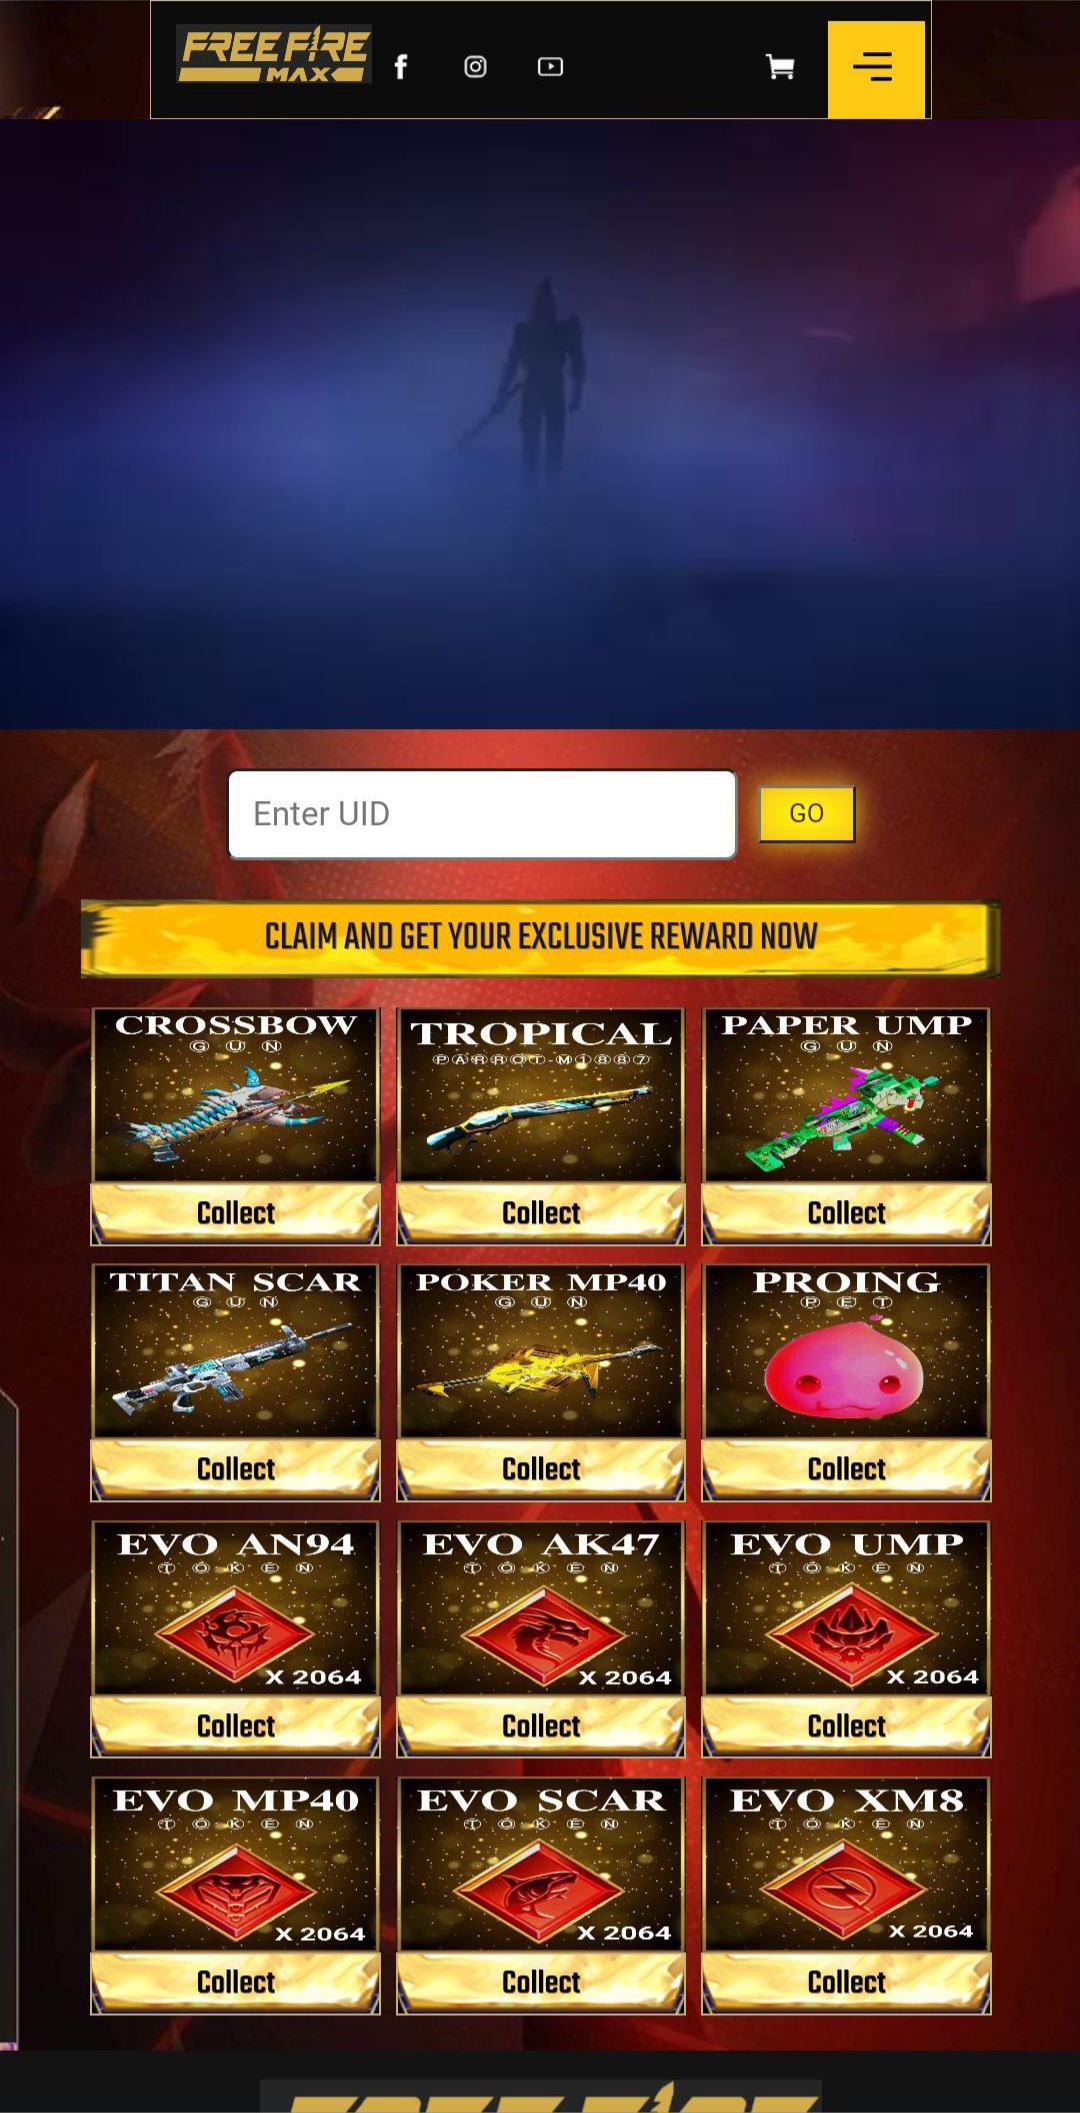 FREE FIRE
MAX
Enter UID
GO
CLAIM AND GET YOUR EXCLUSIVE REWARD NOW
CROSSBOW
GUN
Collect
TROPICAL
PARROT-M1887
Collect
PAPER UMP
GUN
Collect
TITAN SCAR
GUN
Collect
POKER MP40
GUN
Collect
PROING
PET
Collect
EVO AN94
TOKEN
X 2064
Collect
EVO AK47
TOKEN
X 2064
Collect
EVO UMP
TOKEN
X 2064
Collect
EVO MP40
TOKEN
X 2064
Collect
EVO SCAR
TOKEN
X 2064
Collect
EVO XM8
TOKEN
X 2064
Collect
FREE FIRE